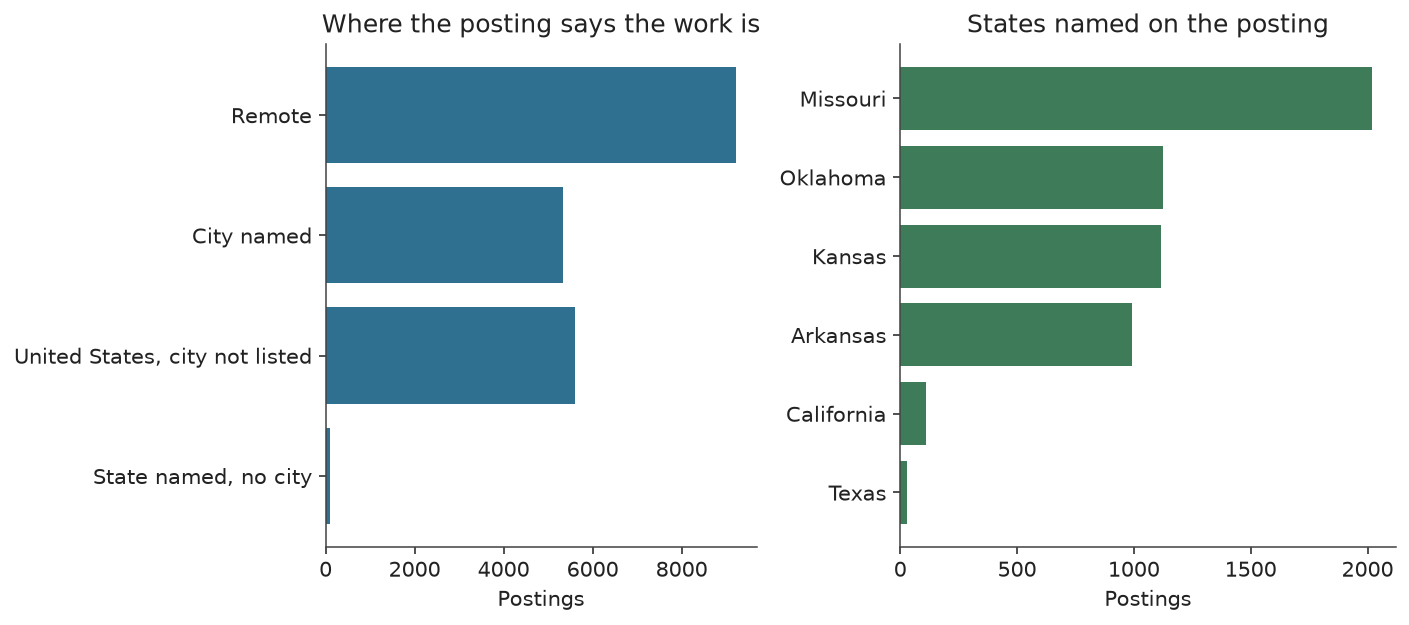 Where the posting says the work is
Remote
City named
United States, city not listed
State named, no city
0 2000 4000 6000 8000
Postings
States named on the posting
Missouri
Oklahoma
Kansas
Arkansas
California
Texas
0 500 1000 1500 2000
Postings